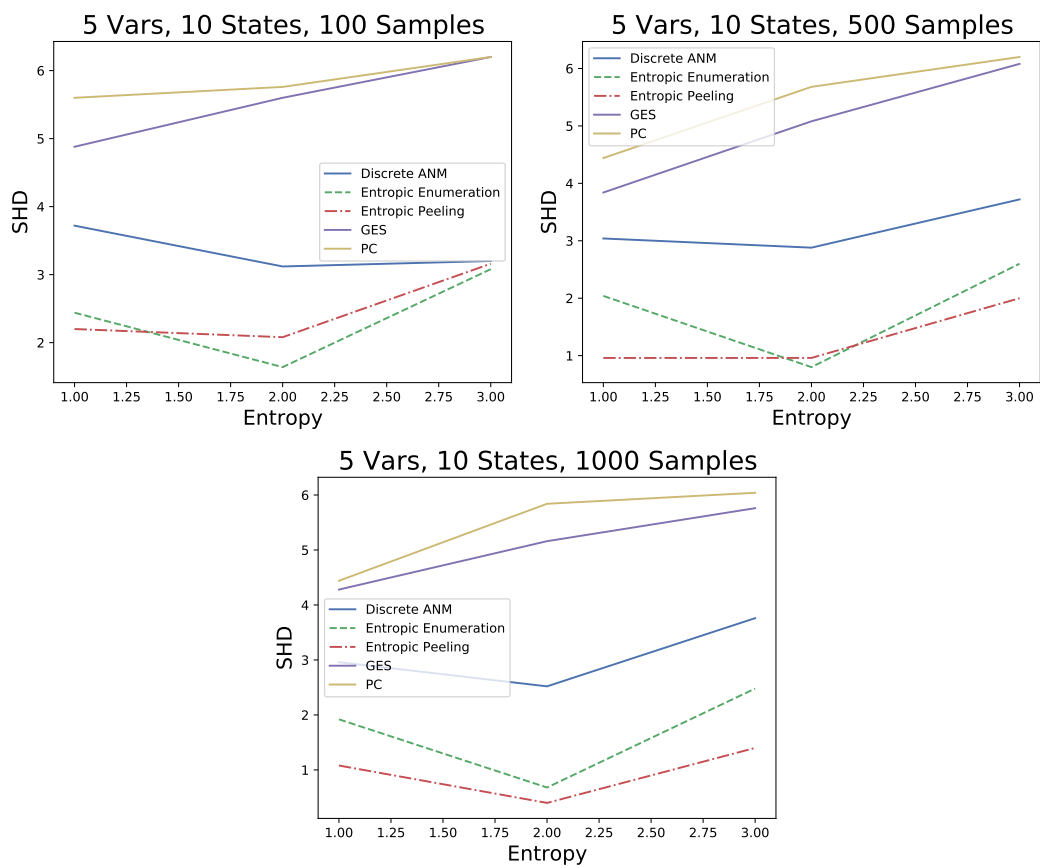 5 Vars, 10 States, 100 Samples
SHD
6
5
4
3
2
Discrete ANM
Entropic Enumeration
Entropic Peeling
GES
PC
1.00 1.25 1.50 1.75 2.00 2.25 2.50 2.75 3.00
Entropy
5 Vars, 10 States, 500 Samples
SHD
6
5
4
3
2
1
Discrete ANM
Entropic Enumeration
Entropic Peeling
GES
PC
1.00 1.25 1.50 1.75 2.00 2.25 2.50 2.75 3.00
Entropy
5 Vars, 10 States, 1000 Samples
SHD
6
5
4
3
2
1
Discrete ANM
Entropic Enumeration
Entropic Peeling
GES
PC
1.00 1.25 1.50 1.75 2.00 2.25 2.50 2.75 3.00
Entropy